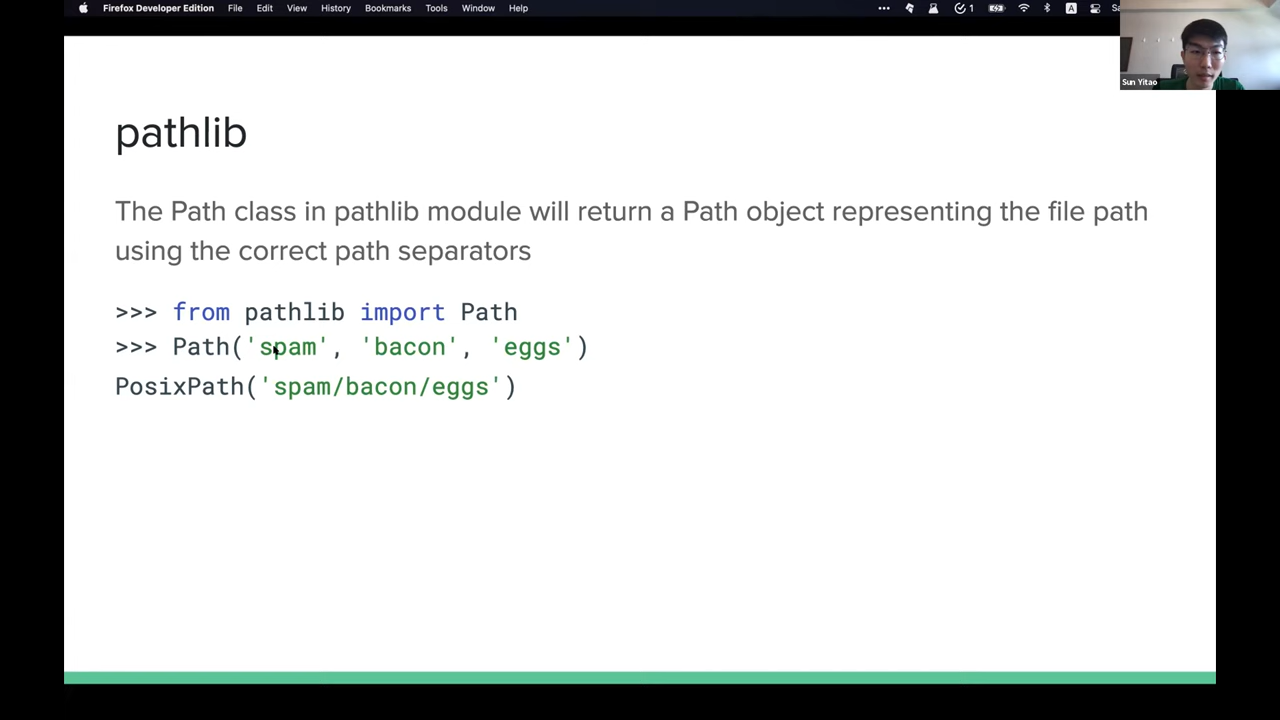 Firefox Developer Edition File Edit View History Bookmarks Tools Window Help
1
A
Sun Yitao
pathlib
The Path class in pathlib module will return a Path object representing the file path
using the correct path separators
>>> from pathlib import Path
>>> Path('spam', 'bacon', 'eggs')
PosixPath('spam/bacon/eggs')